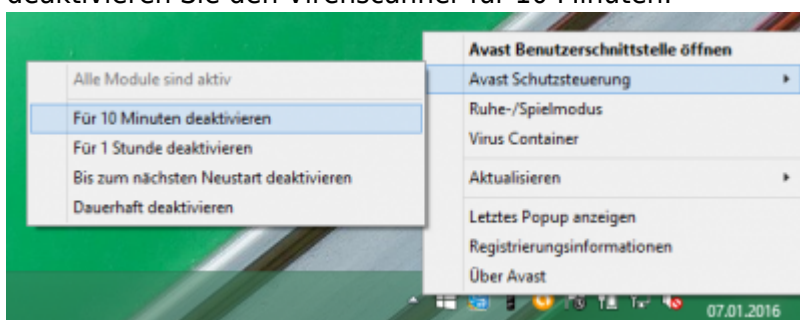 deaktivieren Sie den Virenscanner für 10 Minuten.
Avast Benutzerschnittstelle öffnen
Avast Schutzsteuerung
Ruhe-/Spielmodus
Virus Container
Aktualisieren
Letztes Popup anzeigen
Registrierungsinformationen
Über Avast
Alle Module sind aktiv
Für 10 Minuten deaktivieren
Für 1 Stunde deaktivieren
Bis zum nächsten Neustart deaktivieren
Dauerhaft deaktivieren
07.01.2016